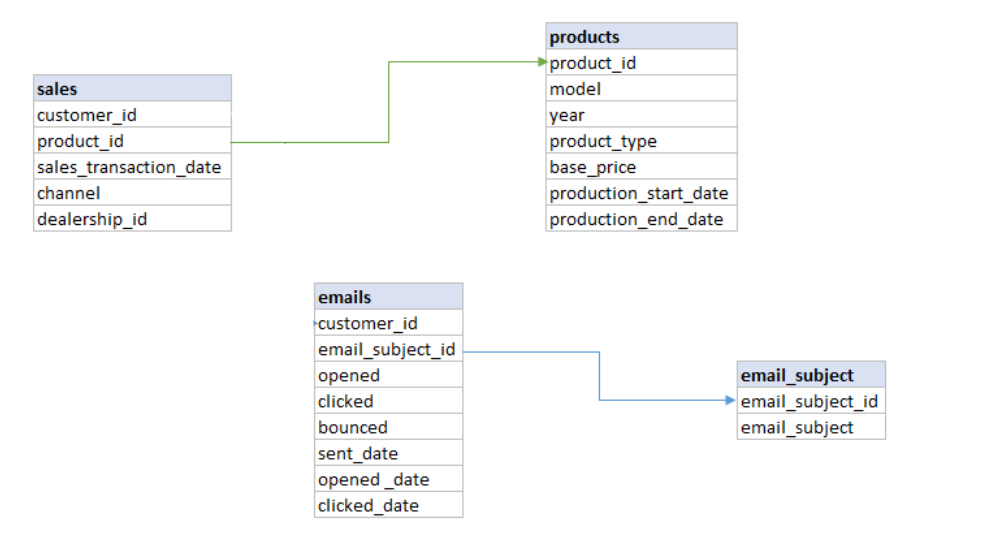 sales
customer_id
product_id
sales_transaction_date
channel
dealership_id
products
product_id
model
year
product_type
base_price
production_start_date
production_end_date
emails
customer_id
email_subject_id
opened
clicked
bounced
sent_date
opened _date
clicked_date
email_subject
email_subject_id
email_subject